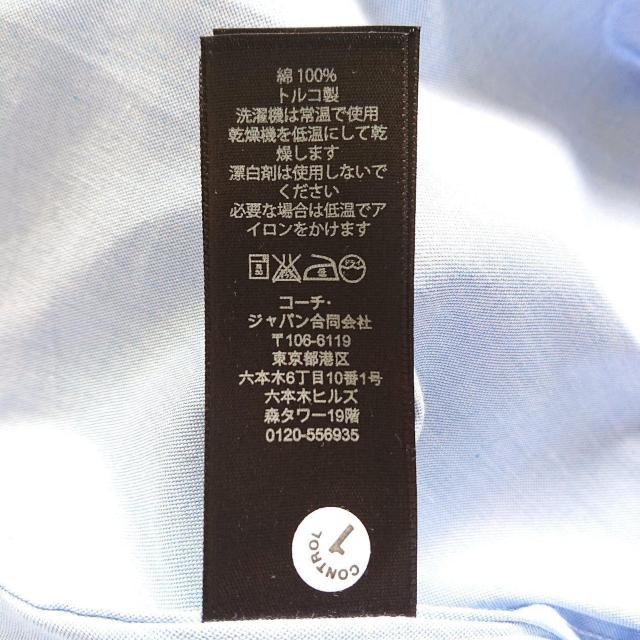 綿 100%
トルコ製
洗濯機は常温で使用
乾燥機を低温にして乾
燥します
漂白剤は使用しないで
ください
必要な場合は低温でア
イロンをかけます
低
ドライ
コーチ・
ジャパン合同会社
〒106-6119
東京都港区
六本木6丁目10番1号
六本木ヒルズ
森タワー19階
0120-556935
1
CONTROL